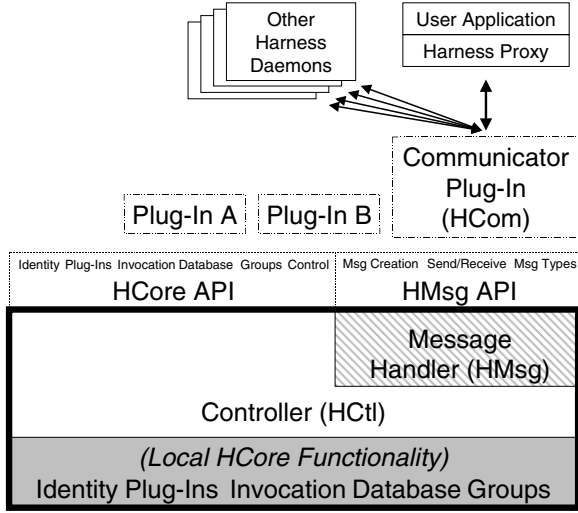 Other
Harness
Daemons
User Application
Harness Proxy
Communicator
Plug-In
(HCom)
Plug-In A
Plug-In B
Identity Plug-Ins Invocation Database Groups Control
HCore API
Msg Creation Send/Receive Msg Types
HMsg API
Message
Handler (HMsg)
Controller (HCtl)
(Local HCore Functionality)
Identity Plug-Ins Invocation Database Groups